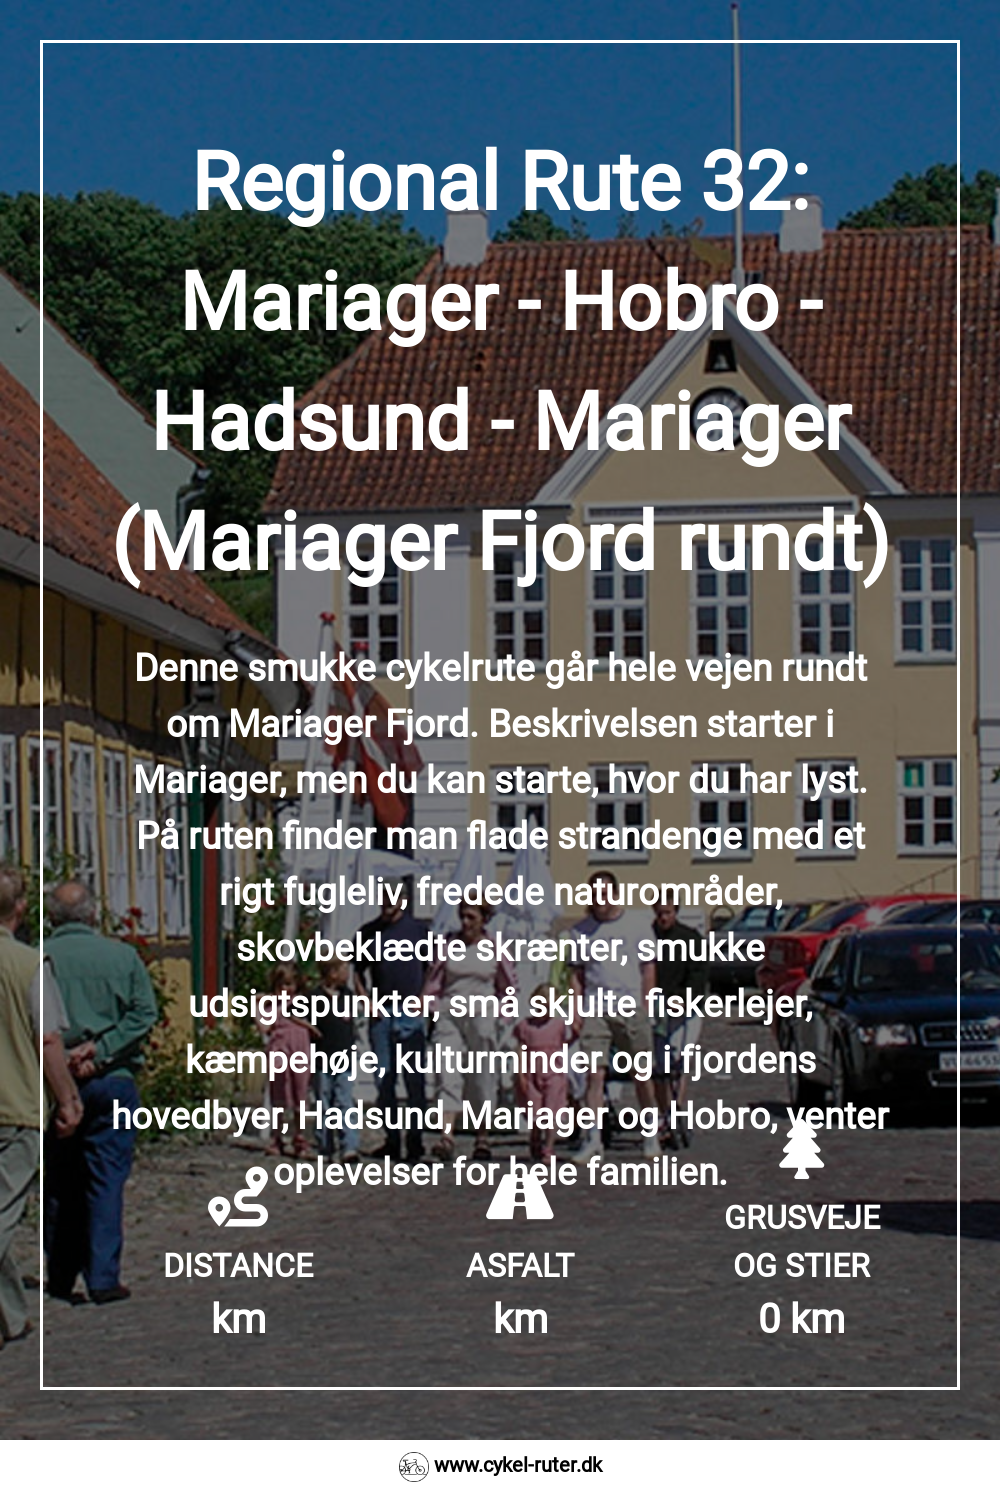 Regional Rute 32:
Mariager - Hobro -
Hadsund - Mariager
(Mariager Fjord rundt)
Denne smukke cykelrute går hele vejen rundt
om Mariager Fjord. Beskrivelsen starter i
Mariager, men du kan starte, hvor du har lyst.
På ruten finder man flade strandenge med et
rigt fugleliv, fredede naturområder,
skovbeklædte skrænter, smukke
udsigtspunkter, små skjulte fiskerlejer,
kæmpehøje, kulturminder og i fjordens
hovedbyer, Hadsund, Mariager og Hobro, venter
oplevelser for hele familien.
DISTANCE
km
ASFALT
km
GRUSVEJE
OG STIER
0 km
www.cykel-ruter.dk